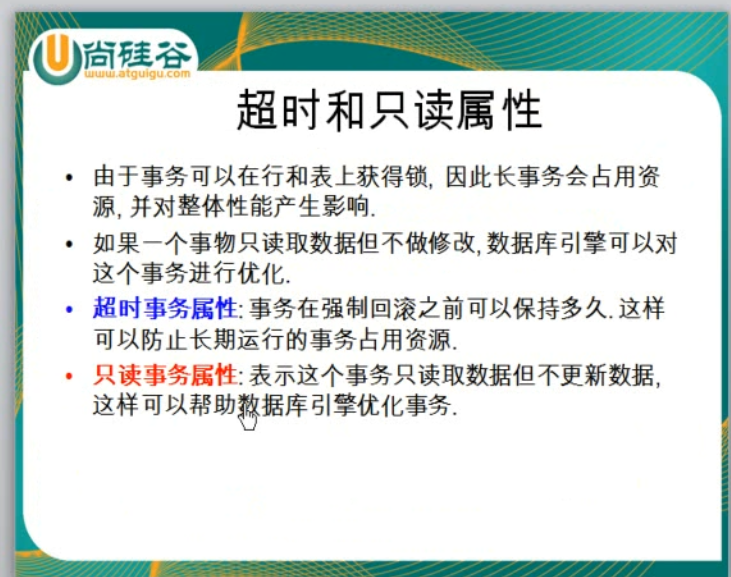 尚硅谷
www.atguigu.com
超时和只读属性
• 由于事务可以在行和表上获得锁, 因此长事务会占用资
源, 并对整体性能产生影响.
• 如果一个事物只读取数据但不做修改, 数据库引擎可以对
这个事务进行优化.
• 超时事务属性: 事务在强制回滚之前可以保持多久. 这样
可以防止长期运行的事务占用资源.
• 只读事务属性: 表示这个事务只读取数据但不更新数据,
这样可以帮助数据库引擎优化事务.